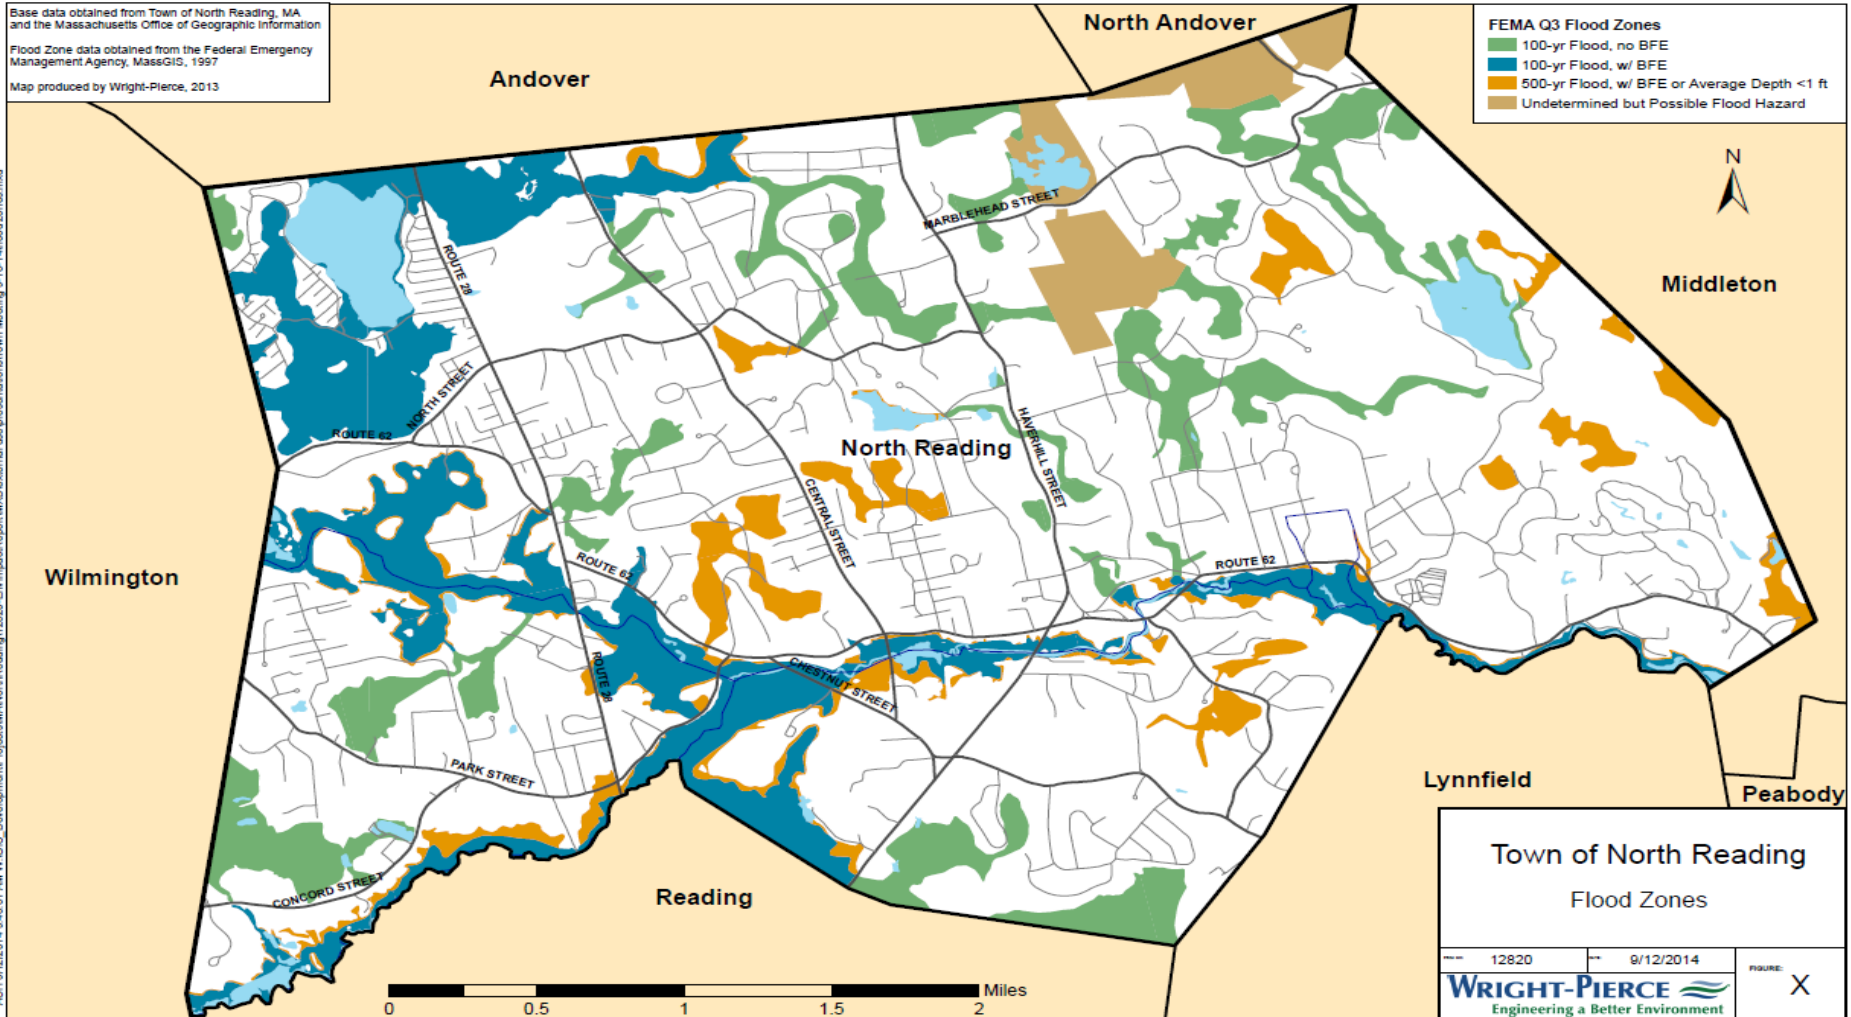 Base data obtained from Town of North Reading, MA
and the Massachusetts Office of Geographic Information
Flood Zone data obtained from the Federal Emergency
Management Agency, MassGIS, 1997
Map produced by Wright-Pierce, 2013
North Andover
Andover
FEMA Q3 Flood Zones
100-yr Flood, no BFE
100-yr Flood, w/ BFE
500-yr Flood, w/ BFE or Average Depth <1 ft
Undetermined but Possible Flood Hazard
N
MARBLEHEAD STREET
ROUTE 28
Middleton
NORTH STREET
ROUTE 62
North Reading
HAVERHILL STREET
CENTRAL STREET
Wilmington
ROUTE 62
ROUTE 62
CHESTNUT STREET
ROUTE 28
PARK STREET
Lynnfield
Peabody
CONCORD STREET
Reading
Town of North Reading
Flood Zones
12820
9/12/2014
FIGURE:
X
WRIGHT-PIERCE
Engineering a Better Environment
Miles
0 0.5 1 1.5 2